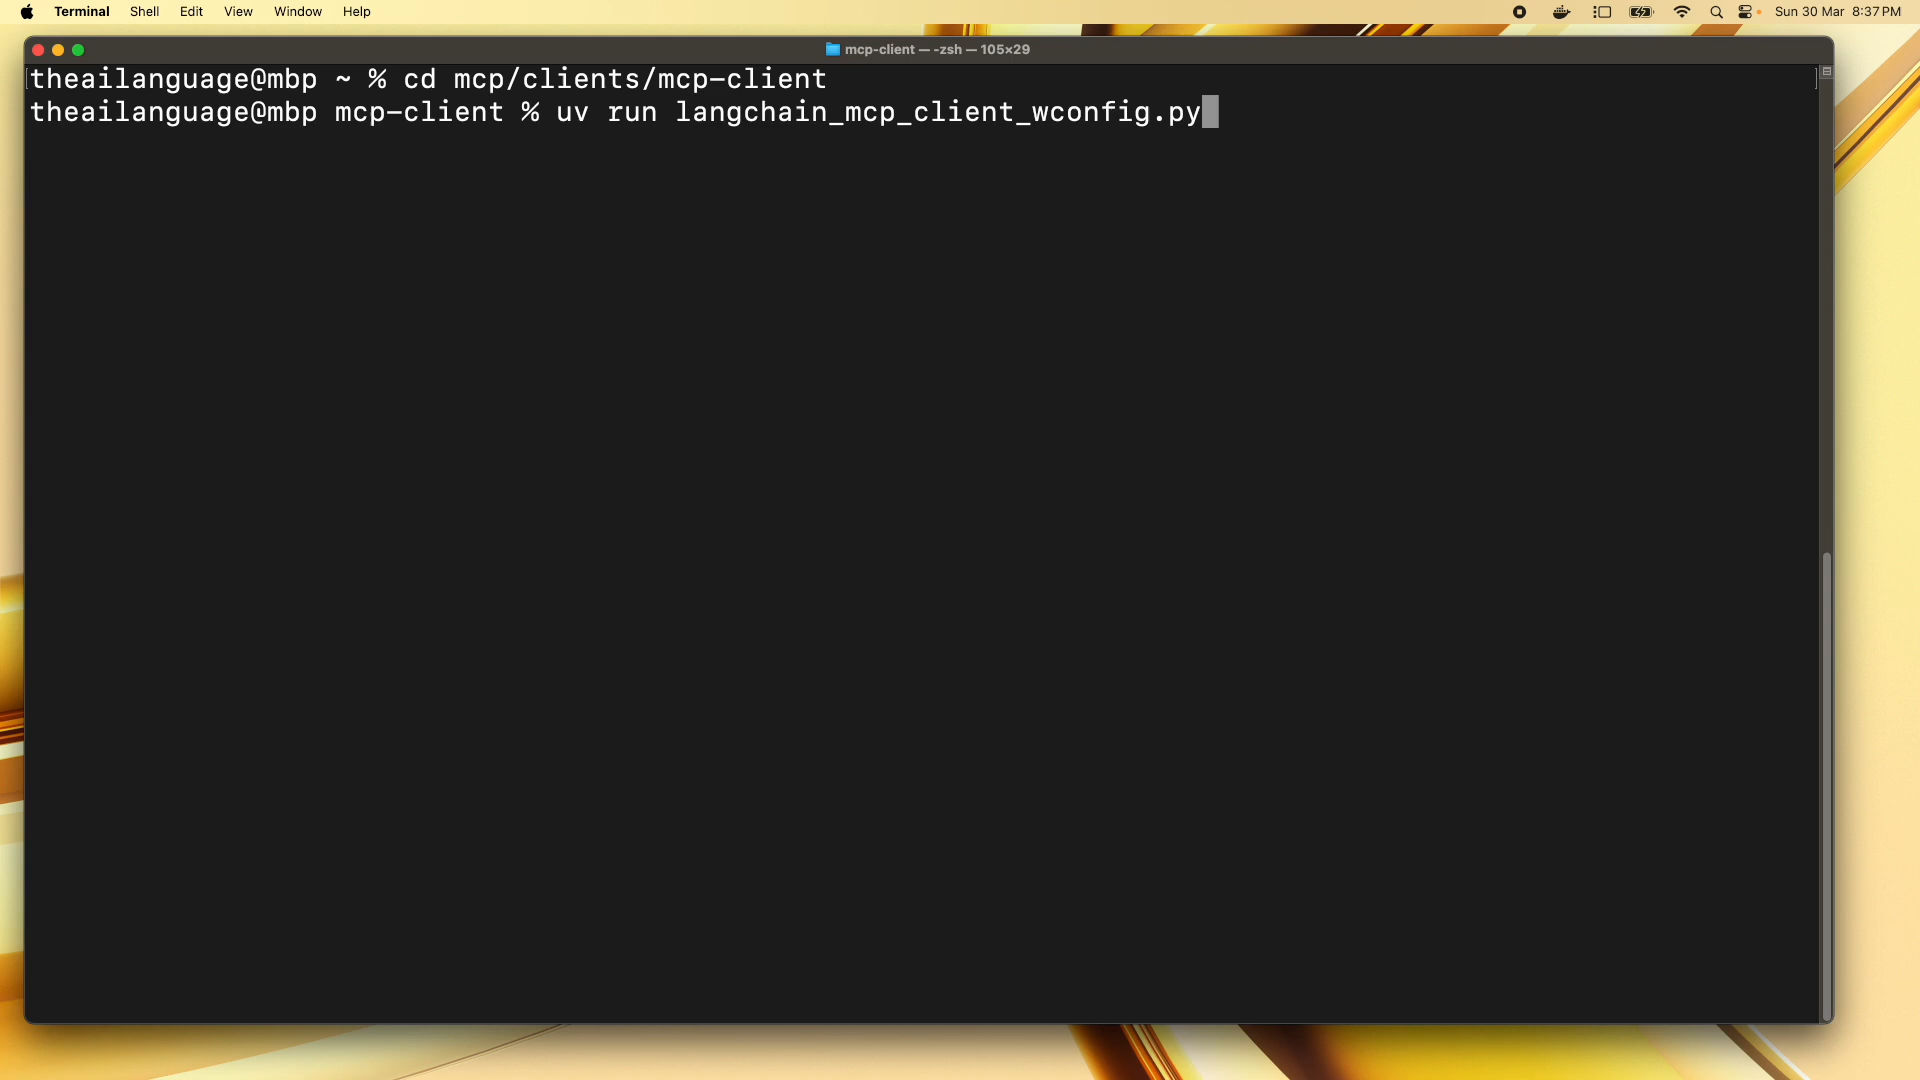 Terminal Shell Edit View Window Help Sun 30 Mar 8:37 PM
mcp-client — -zsh — 105×29
theailanguage@mbp ~ % cd mcp/clients/mcp-client
theailanguage@mbp mcp-client % uv run langchain_mcp_client_wconfig.py